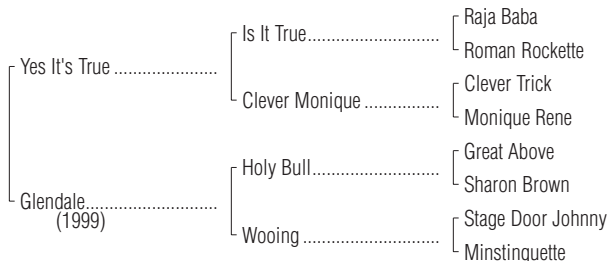 Raja Baba
Is It True..............................
Roman Rockette
Yes It's True ........................
Clever Trick
Clever Monique .................
Monique Rene
Great Above
Holy Bull.............................
Sharon Brown
Glendale..............................
(1999)
Stage Door Johnny
Wooing ...............................
Minstinguette